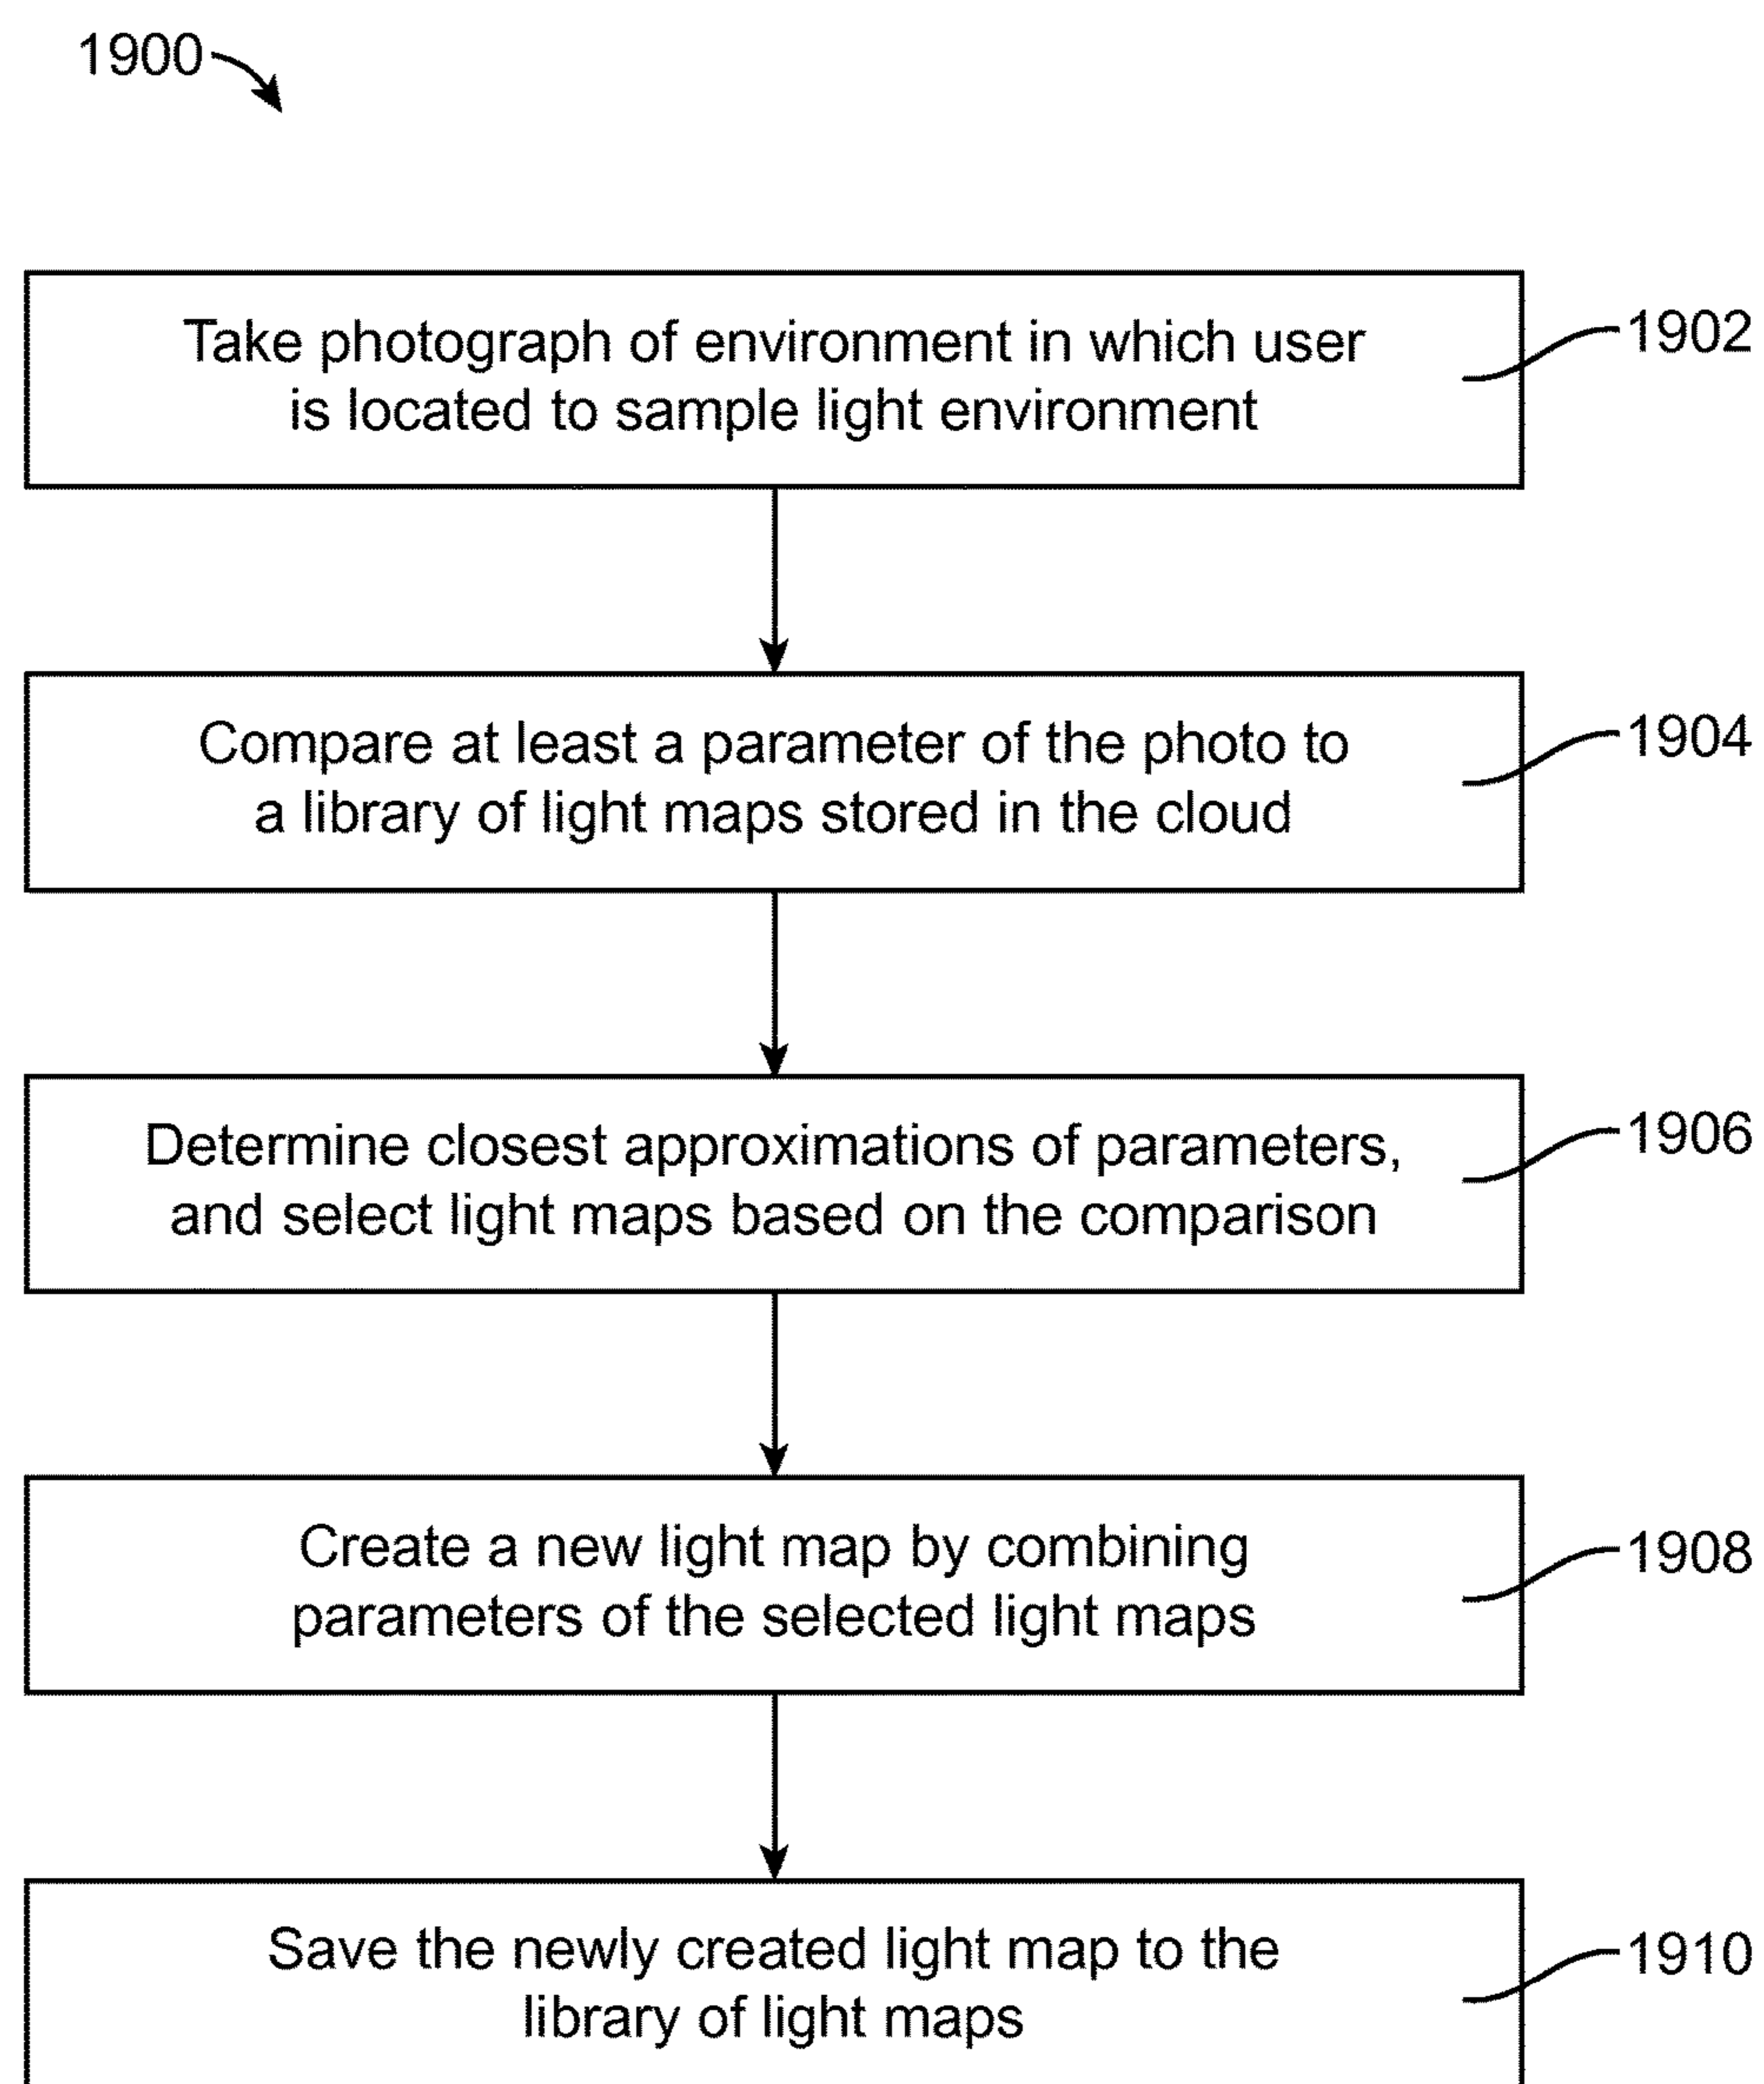 1900
Take photograph of environment in which user
is located to sample light environment
1902
Compare at least a parameter of the photo to
a library of light maps stored in the cloud
1904
Determine closest approximations of parameters,
and select light maps based on the comparison
1906
Create a new light map by combining
parameters of the selected light maps
1908
Save the newly created light map to the
library of light maps
1910